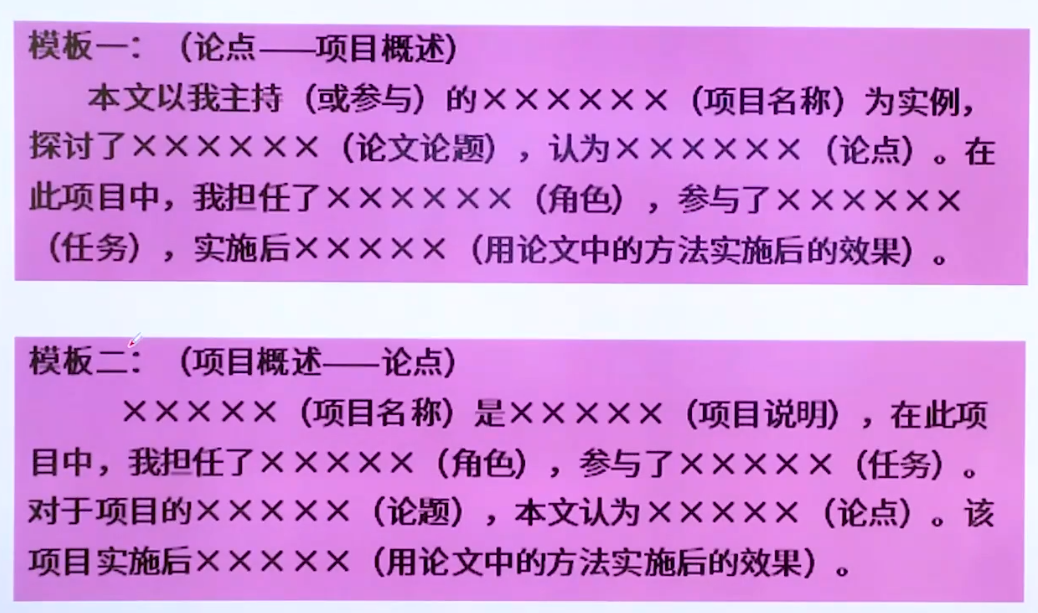 模板一：（论点——项目概述）
本文以我主持（或参与）的××××××（项目名称）为实例，
探讨了××××××（论文论题），认为××××××（论点）。在
此项目中，我担任了××××××（角色），参与了××××××
（任务），实施后×××××（用论文中的方法实施后的效果）。
模板二：（项目概述——论点）
×××××（项目名称）是×××××（项目说明），在此项
目中，我担任了×××××（角色），参与了×××××（任务）。
对于项目的×××××（论题），本文认为×××××（论点）。该
项目实施后×××××（用论文中的方法实施后的效果）。